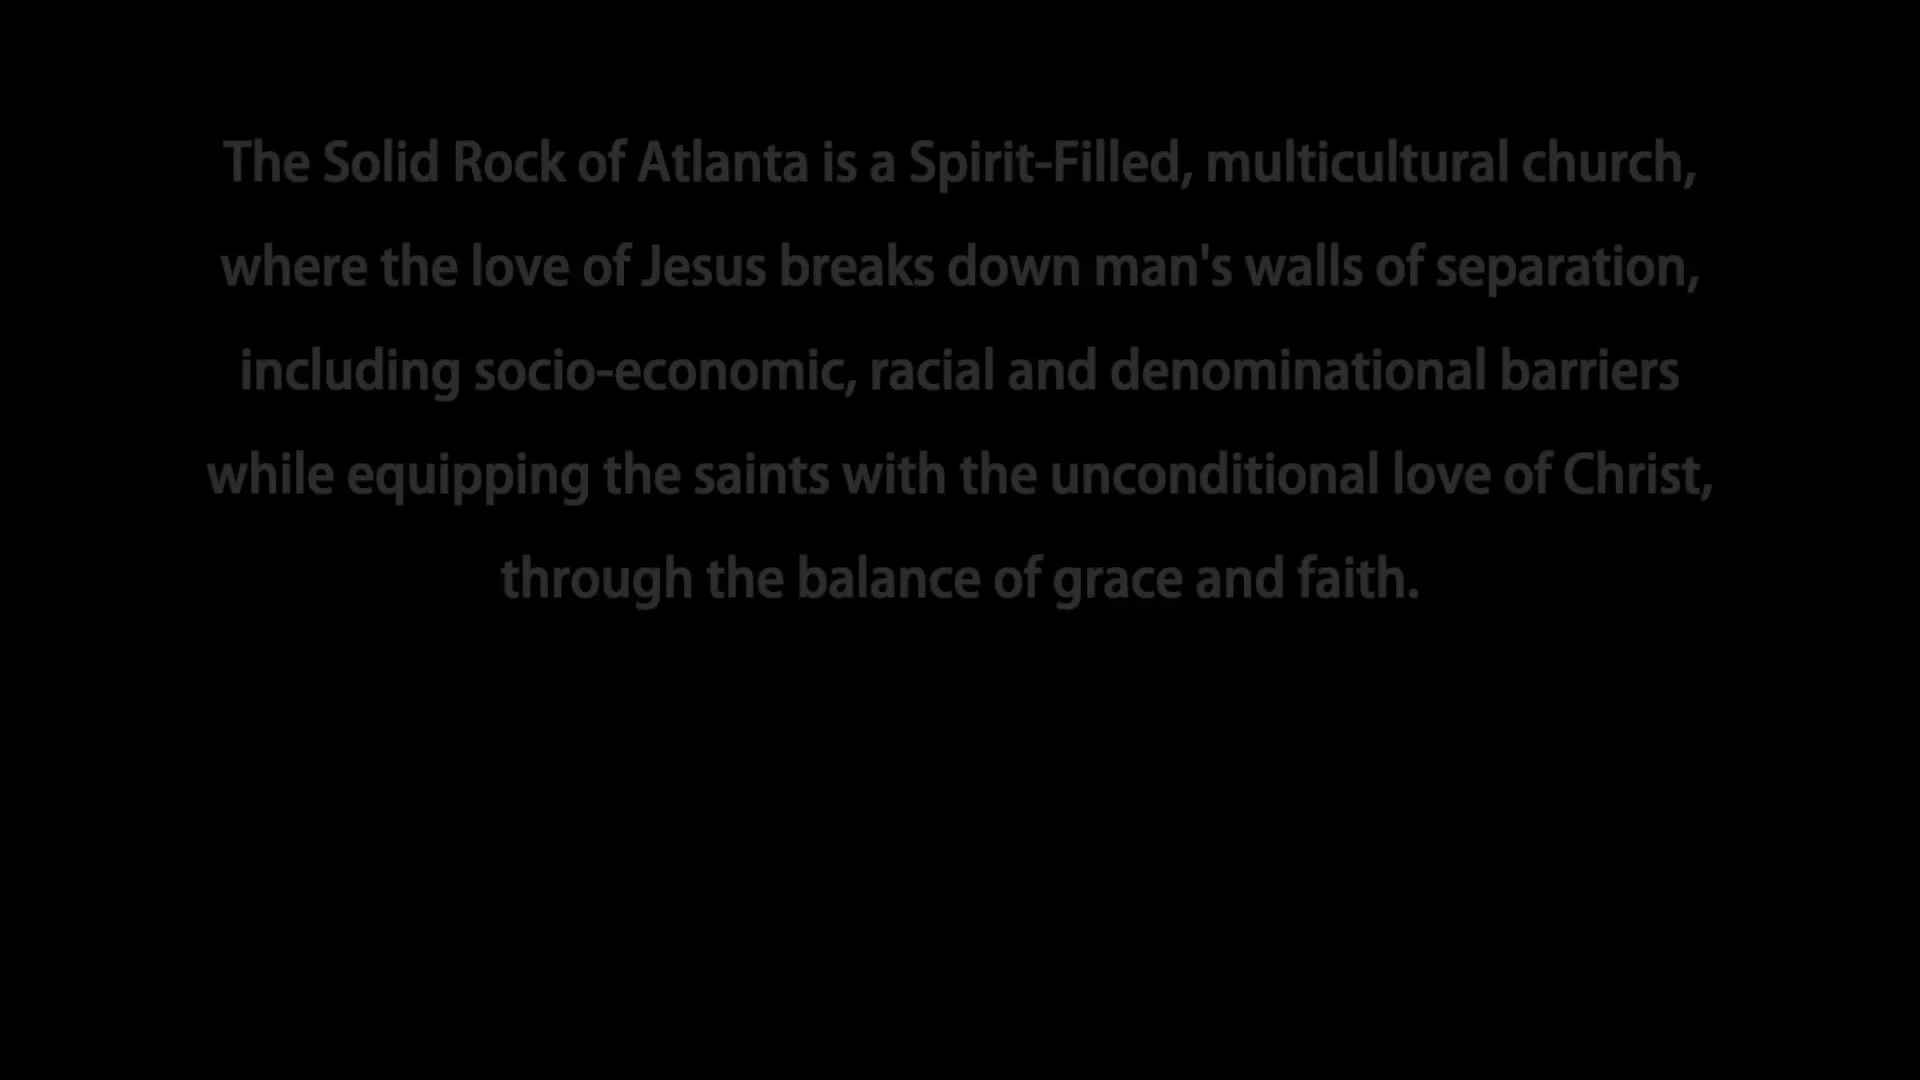 The Solid Rock of Atlanta is a Spirit-Filled, multicultural church,
where the love of Jesus breaks down man's walls of separation,
including socio-economic, racial and denominational barriers
while equipping the saints with the unconditional love of Christ,
through the balance of grace and faith.